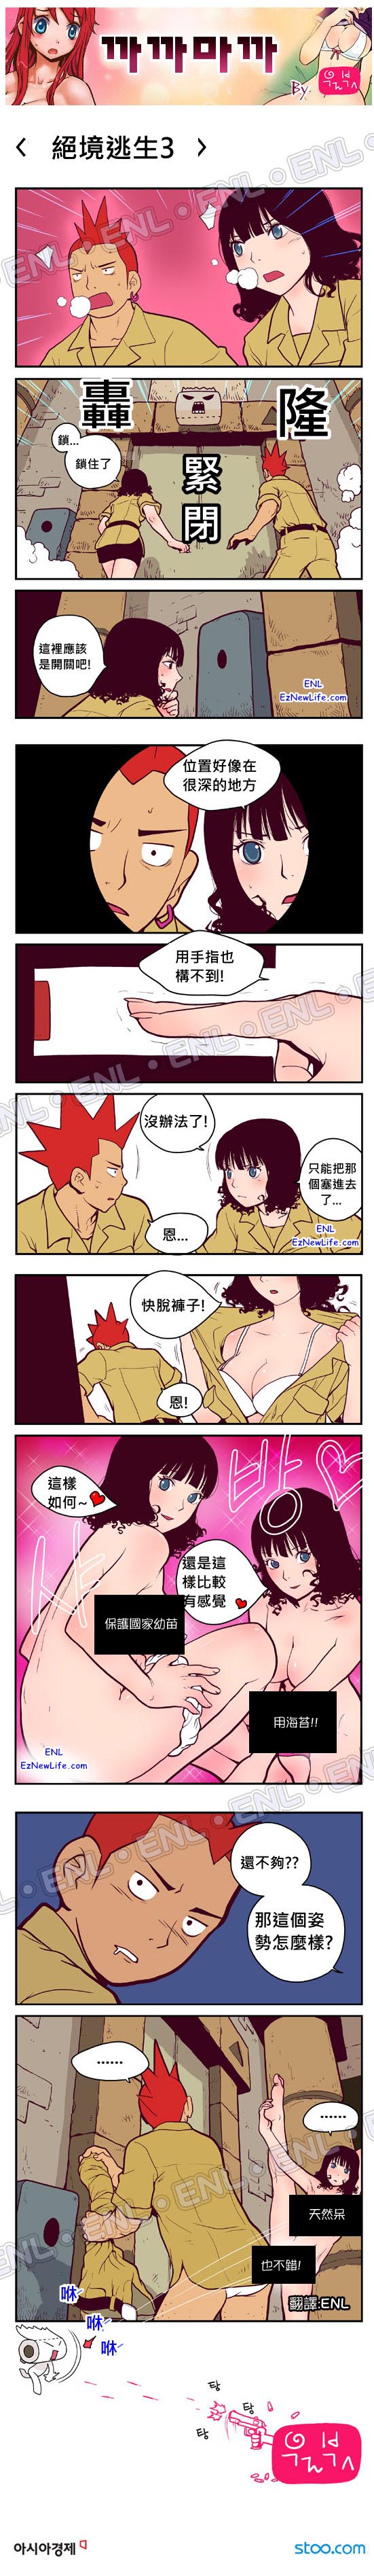 까까마까
By.
< 絕境逃生3 >
轟
隆
鎖...
鎖住了
緊
閉
這裡應該
是開關吧!
ENL
EzNewLife.com
位置好像在
很深的地方
用手指也
構不到!
沒辦法了!
恩...
只能把那
個塞進去
了...
ENL
EzNewLife.com
快脫褲子!
恩!
這樣
如何~
還是這
樣比較
有感覺
保護國家幼苗
用海苔!!
ENL
EzNewLife.com
還不夠??
那這個姿
勢怎麼樣?
......
......
天然呆
也不錯!
翻譯:ENL
咻
咻
咻
탕
탕
탕
아시아경제
stoo.com